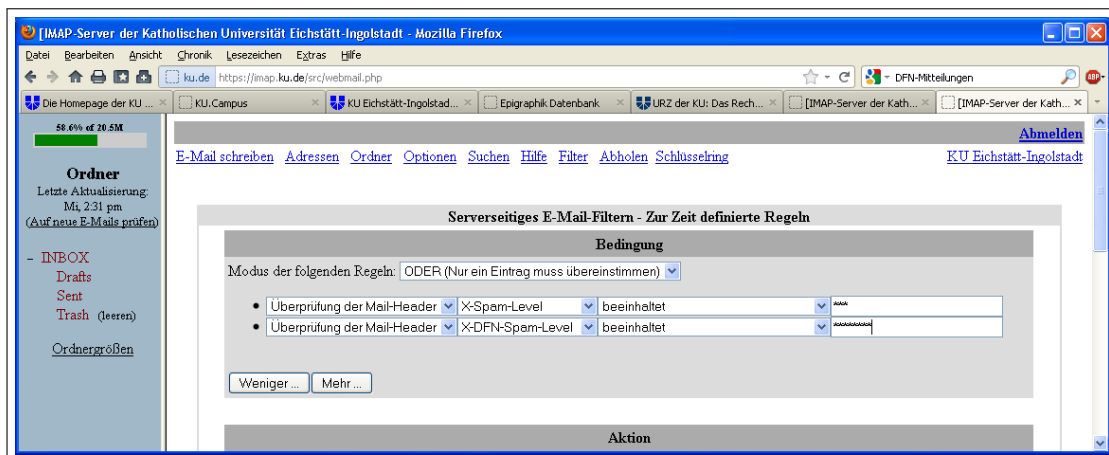 [IMAP-Server der Katholischen Universität Eichstätt-Ingolstadt - Mozilla Firefox
Datei Bearbeiten Ansicht Chronik Lesezeichen Extras Hilfe
ku.de https://imap.ku.de/src/webmail.php DFN-Mitteilungen ABP
Die Homepage der KU ... KU.Campus KU Eichstätt-Ingolstad... Epigraphik Datenbank URZ der KU: Das Rech... [IMAP-Server der Kath... [IMAP-Server der Kath...
58.6% of 20.5M
Abmelden
E-Mail schreiben Adressen Ordner Optionen Suchen Hilfe Filter Abholen Schlüsselring KU Eichstätt-Ingolstadt
Ordner
Letzte Aktualisierung:
Mi, 2:31 pm
(Auf neue E-Mails prüfen)
– INBOX
Drafts
Sent
Trash (leeren)
Ordnergrößen
Serverseitiges E-Mail-Filtern - Zur Zeit definierte Regeln
Bedingung
Modus der folgenden Regeln: ODER (Nur ein Eintrag muss übereinstimmen)
• Überprüfung der Mail-Header X-Spam-Level beeinhaltet ***
• Überprüfung der Mail-Header X-DFN-Spam-Level beeinhaltet ********
Weniger ... Mehr ...
Aktion